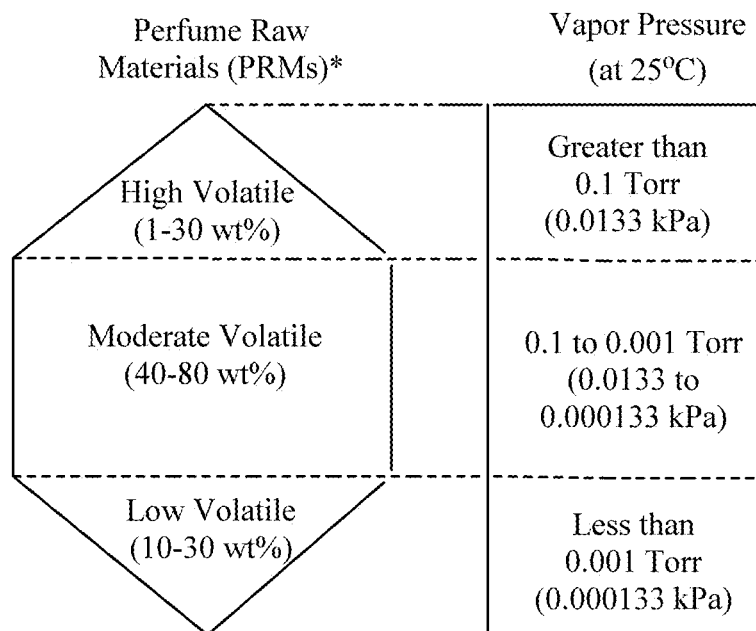 Perfume Raw
Materials (PRMs)*
Vapor Pressure
(at 25°C)
High Volatile
(1-30 wt%)
Greater than
0.1 Torr
(0.0133 kPa)
Moderate Volatile
(40-80 wt%)
0.1 to 0.001 Torr
(0.0133 to
0.000133 kPa)
Low Volatile
(10-30 wt%)
Less than
0.001 Torr
(0.000133 kPa)